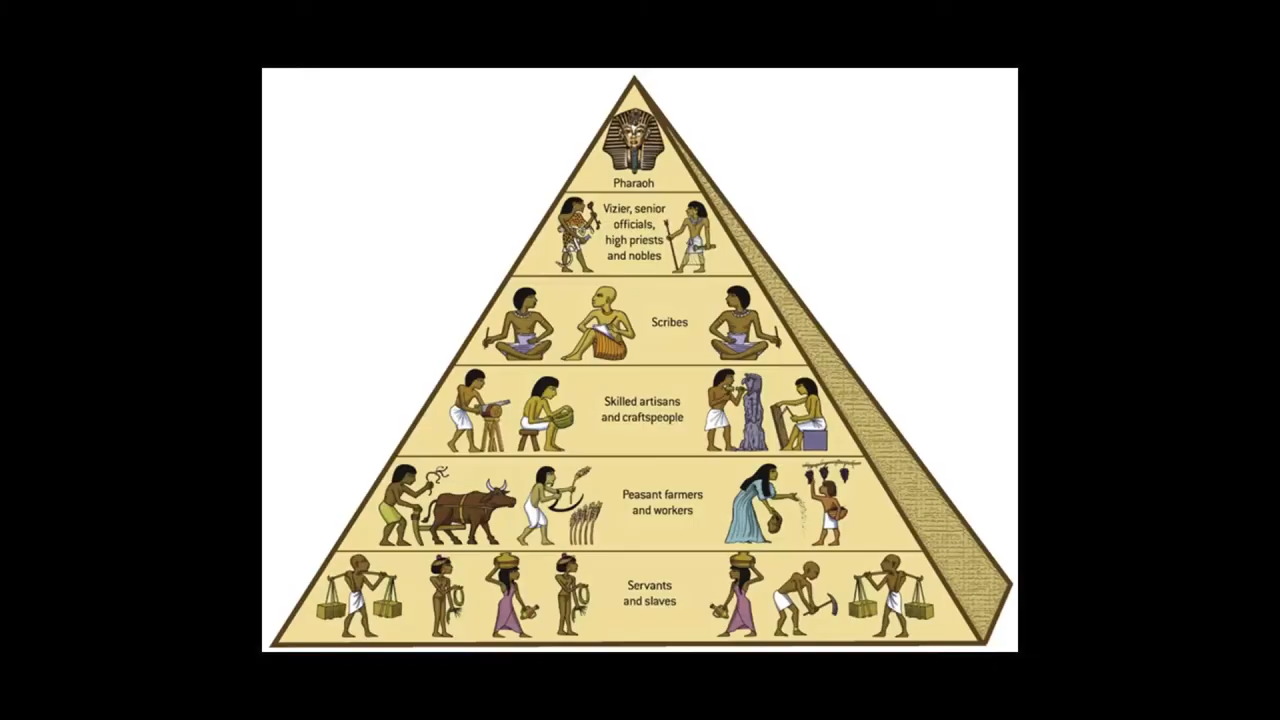 Pharaoh
Vizier, senior
officials,
high priests
and nobles
Scribes
Skilled artisans
and craftspeople
Peasant farmers
and workers
Servants
and slaves